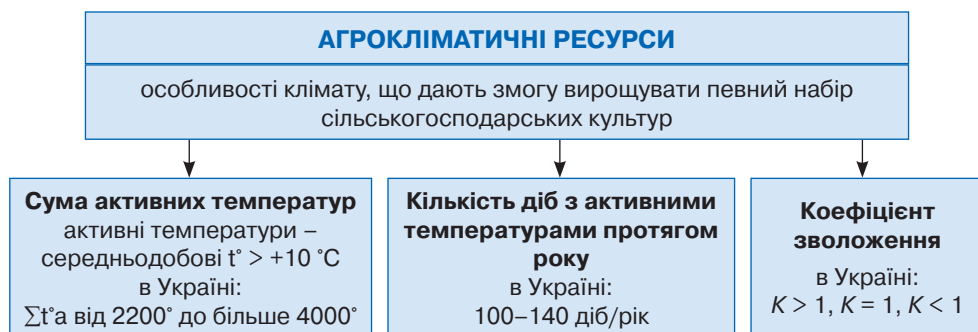 АГРОКЛІМАТИЧНІ РЕСУРСИ
особливості клімату, що дають змогу вирощувати певний набір
сільськогосподарських культур
Сума активних температур
активні температури –
середньодобові t° > +10 °C
в Україні:
∑t°a від 2200° до більше 4000°
Кількість діб з активними
температурами протягом
року
в Україні:
100–140 діб/рік
Коефіцієнт
зволоження
в Україні:
K > 1, K = 1, K < 1